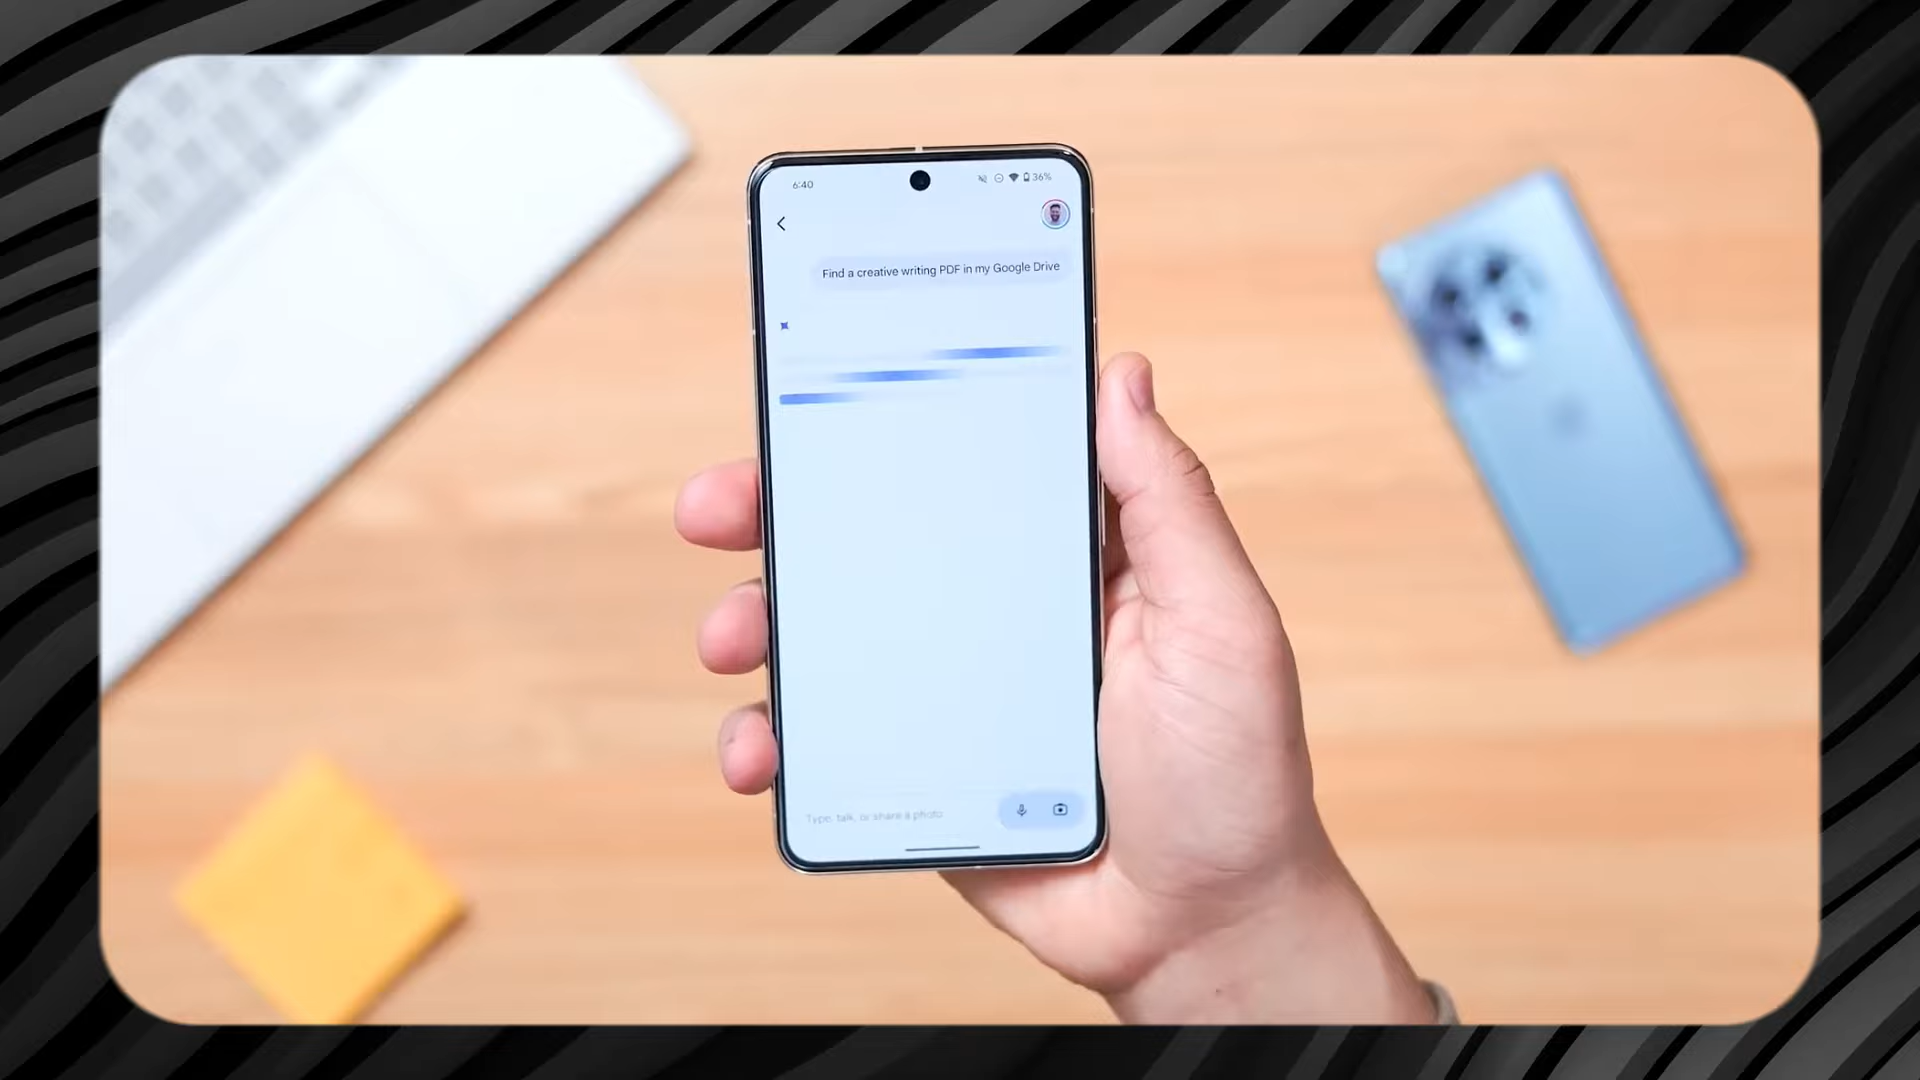 6:40
36%
Find a creative writing PDF in my Google Drive
Type, talk, or share a photo